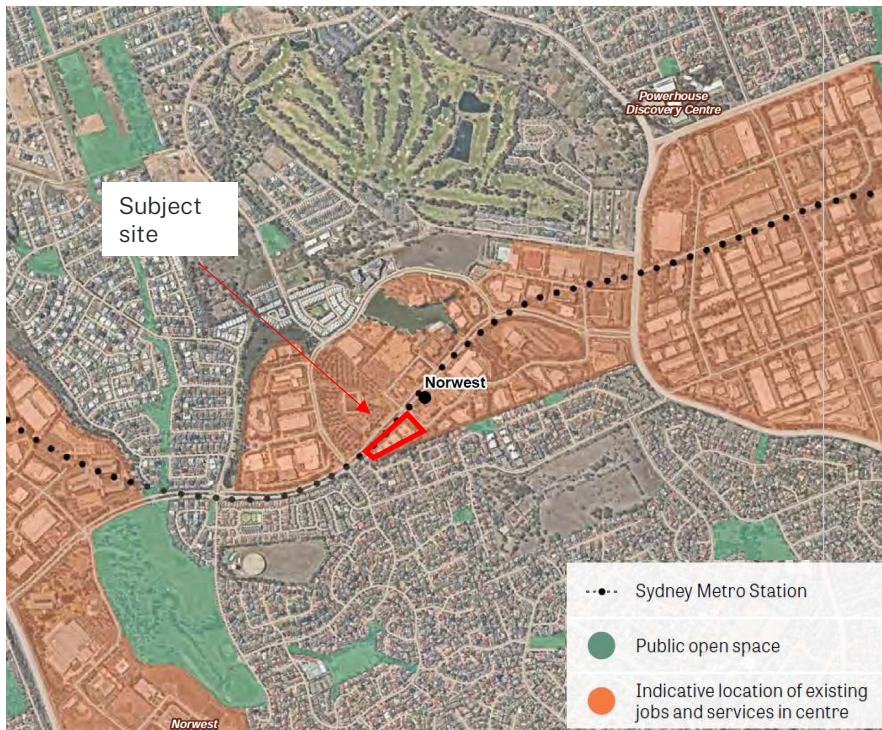 Powerhouse
Discovery Centre
Subject
site
Norwest
Sydney Metro Station
Public open space
Indicative location of existing
jobs and services in centre
Norwest